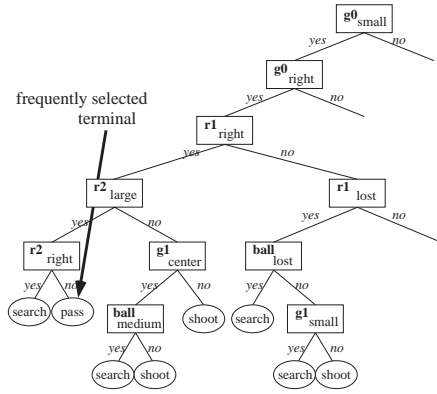 g0 small
yes no
g0 right
frequently selected
terminal
yes no
r1 right
yes no
r2 large
r1 lost
yes no
yes no
r2 right
g1 center
ball lost
yes no
yes no
yes no
search
pass
ball medium
shoot
search
g1 small
yes no
yes no
search
shoot
search
shoot